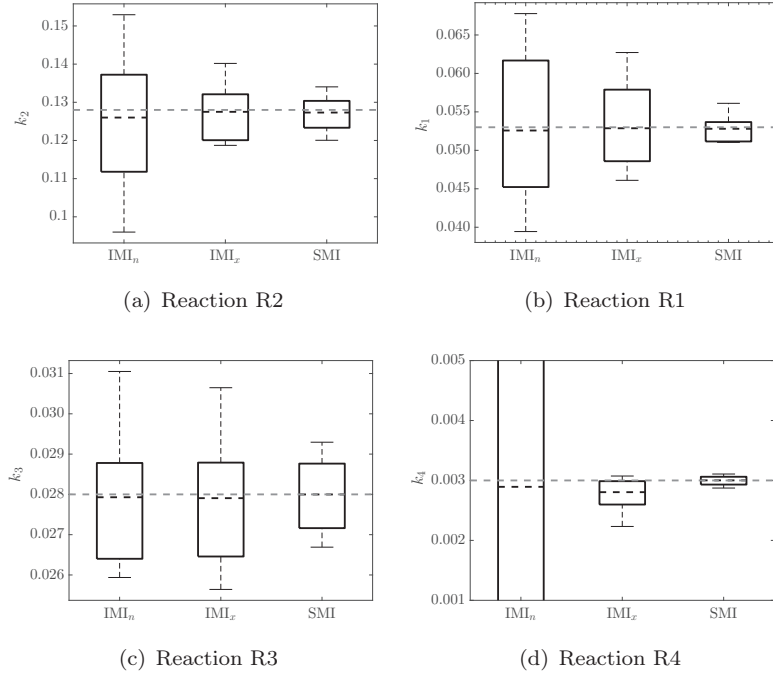 0.15
0.14
0.13
0.12
0.11
0.1
k₂
IMIₙ IMIₓ SMI
(a) Reaction R2
0.065
0.060
0.055
0.050
0.045
0.040
k₁
IMIₙ IMIₓ SMI
(b) Reaction R1
0.031
0.030
0.029
0.028
0.027
0.026
k₃
IMIₙ IMIₓ SMI
(c) Reaction R3
0.005
0.004
0.003
0.002
0.001
k₄
IMIₙ IMIₓ SMI
(d) Reaction R4